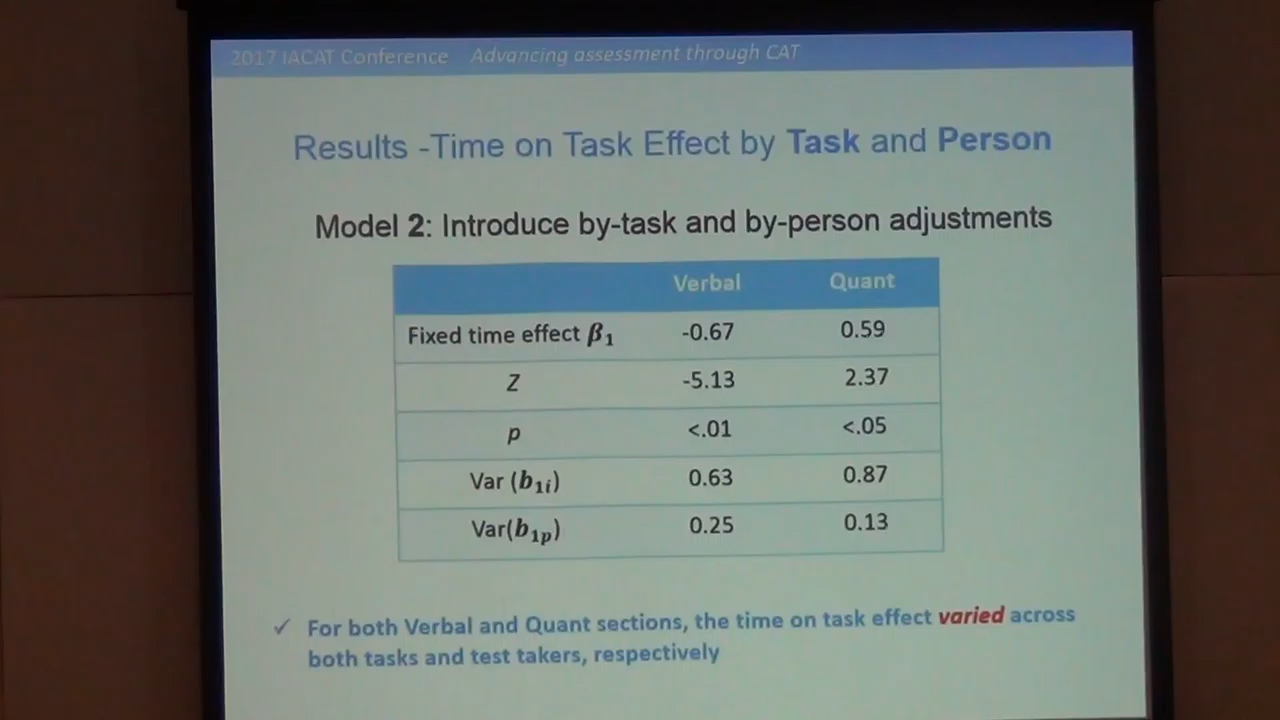 2017 IACAT Conference Advancing assessment through CAT
Results -Time on Task Effect by Task and Person
Model 2: Introduce by-task and by-person adjustments
Verbal Quant
Fixed time effect β₁ -0.67 0.59
Z -5.13 2.37
p <.01 <.05
Var (b₁ᵢ) 0.63 0.87
Var(b₁ₚ) 0.25 0.13
✓ For both Verbal and Quant sections, the time on task effect varied across
both tasks and test takers, respectively